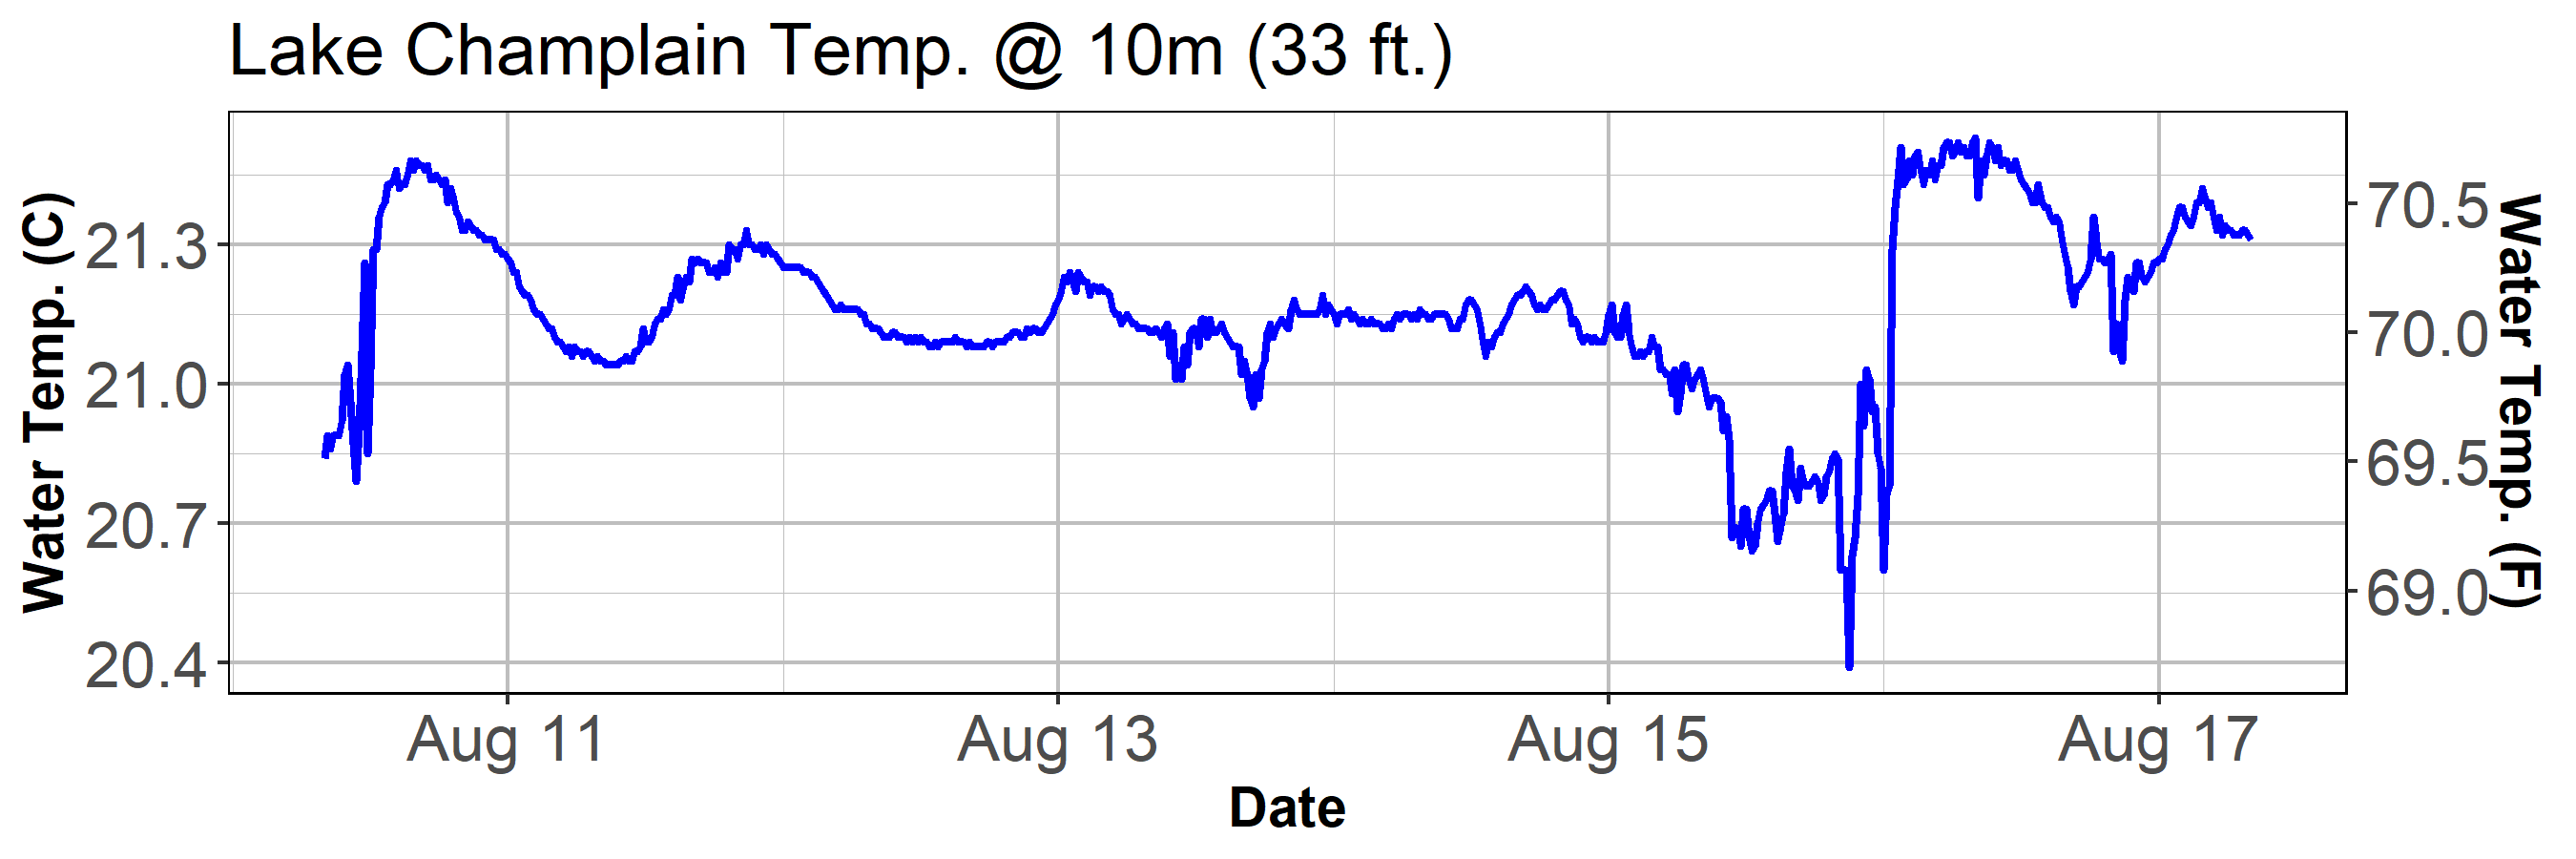 Lake Champlain Temp. @ 10m (33 ft.)
Water Temp. (C)
21.3
21.0
20.7
20.4
70.5
70.0
69.5
69.0
Water Temp. (F)
Aug 11
Aug 13
Aug 15
Aug 17
Date